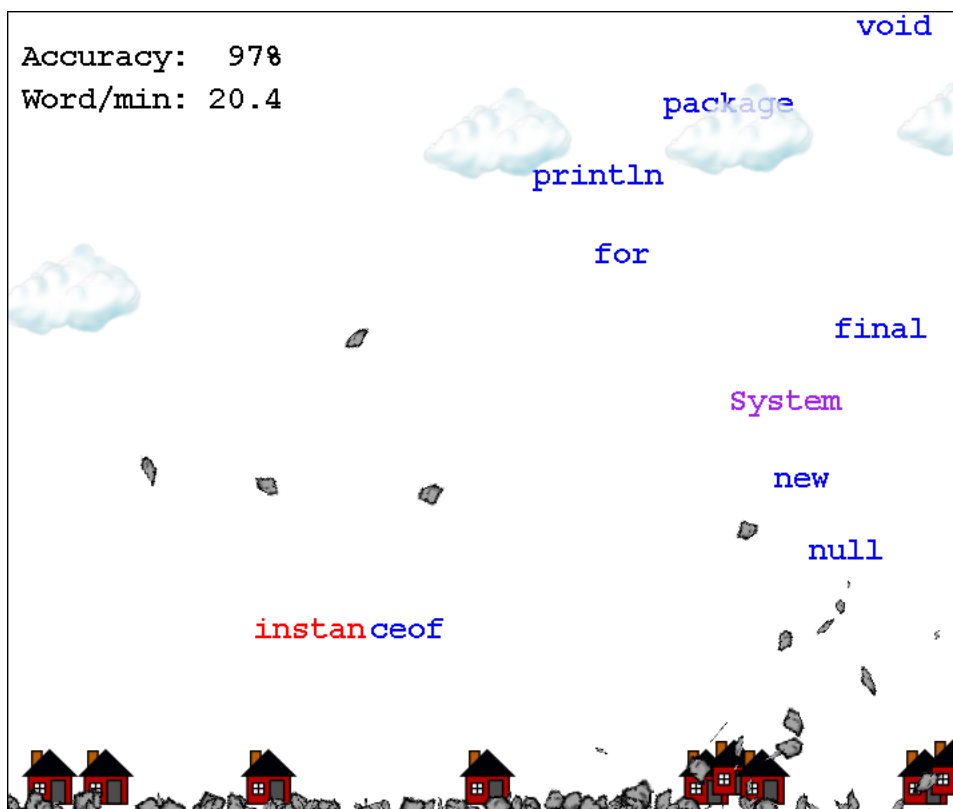 void
Accuracy: 97%
Word/min: 20.4
package
println
for
final
System
new
null
instanceof